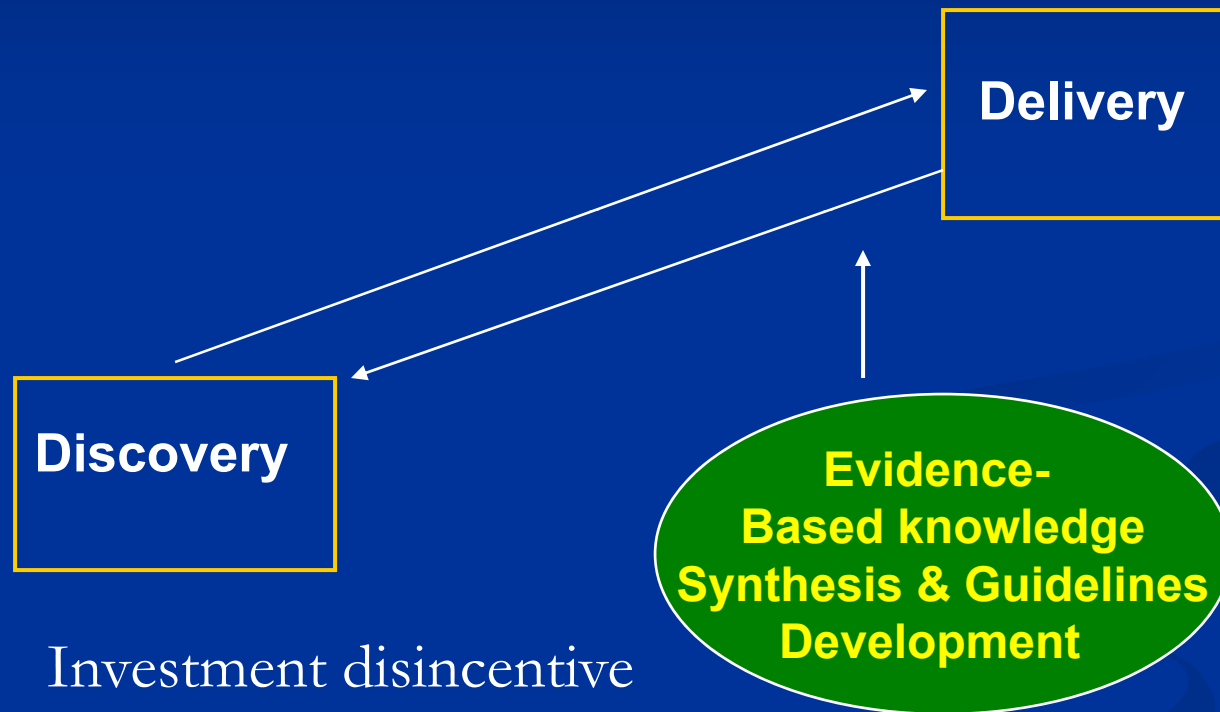 Delivery
Discovery
Evidence-
Based knowledge
Synthesis & Guidelines
Development
Investment disincentive